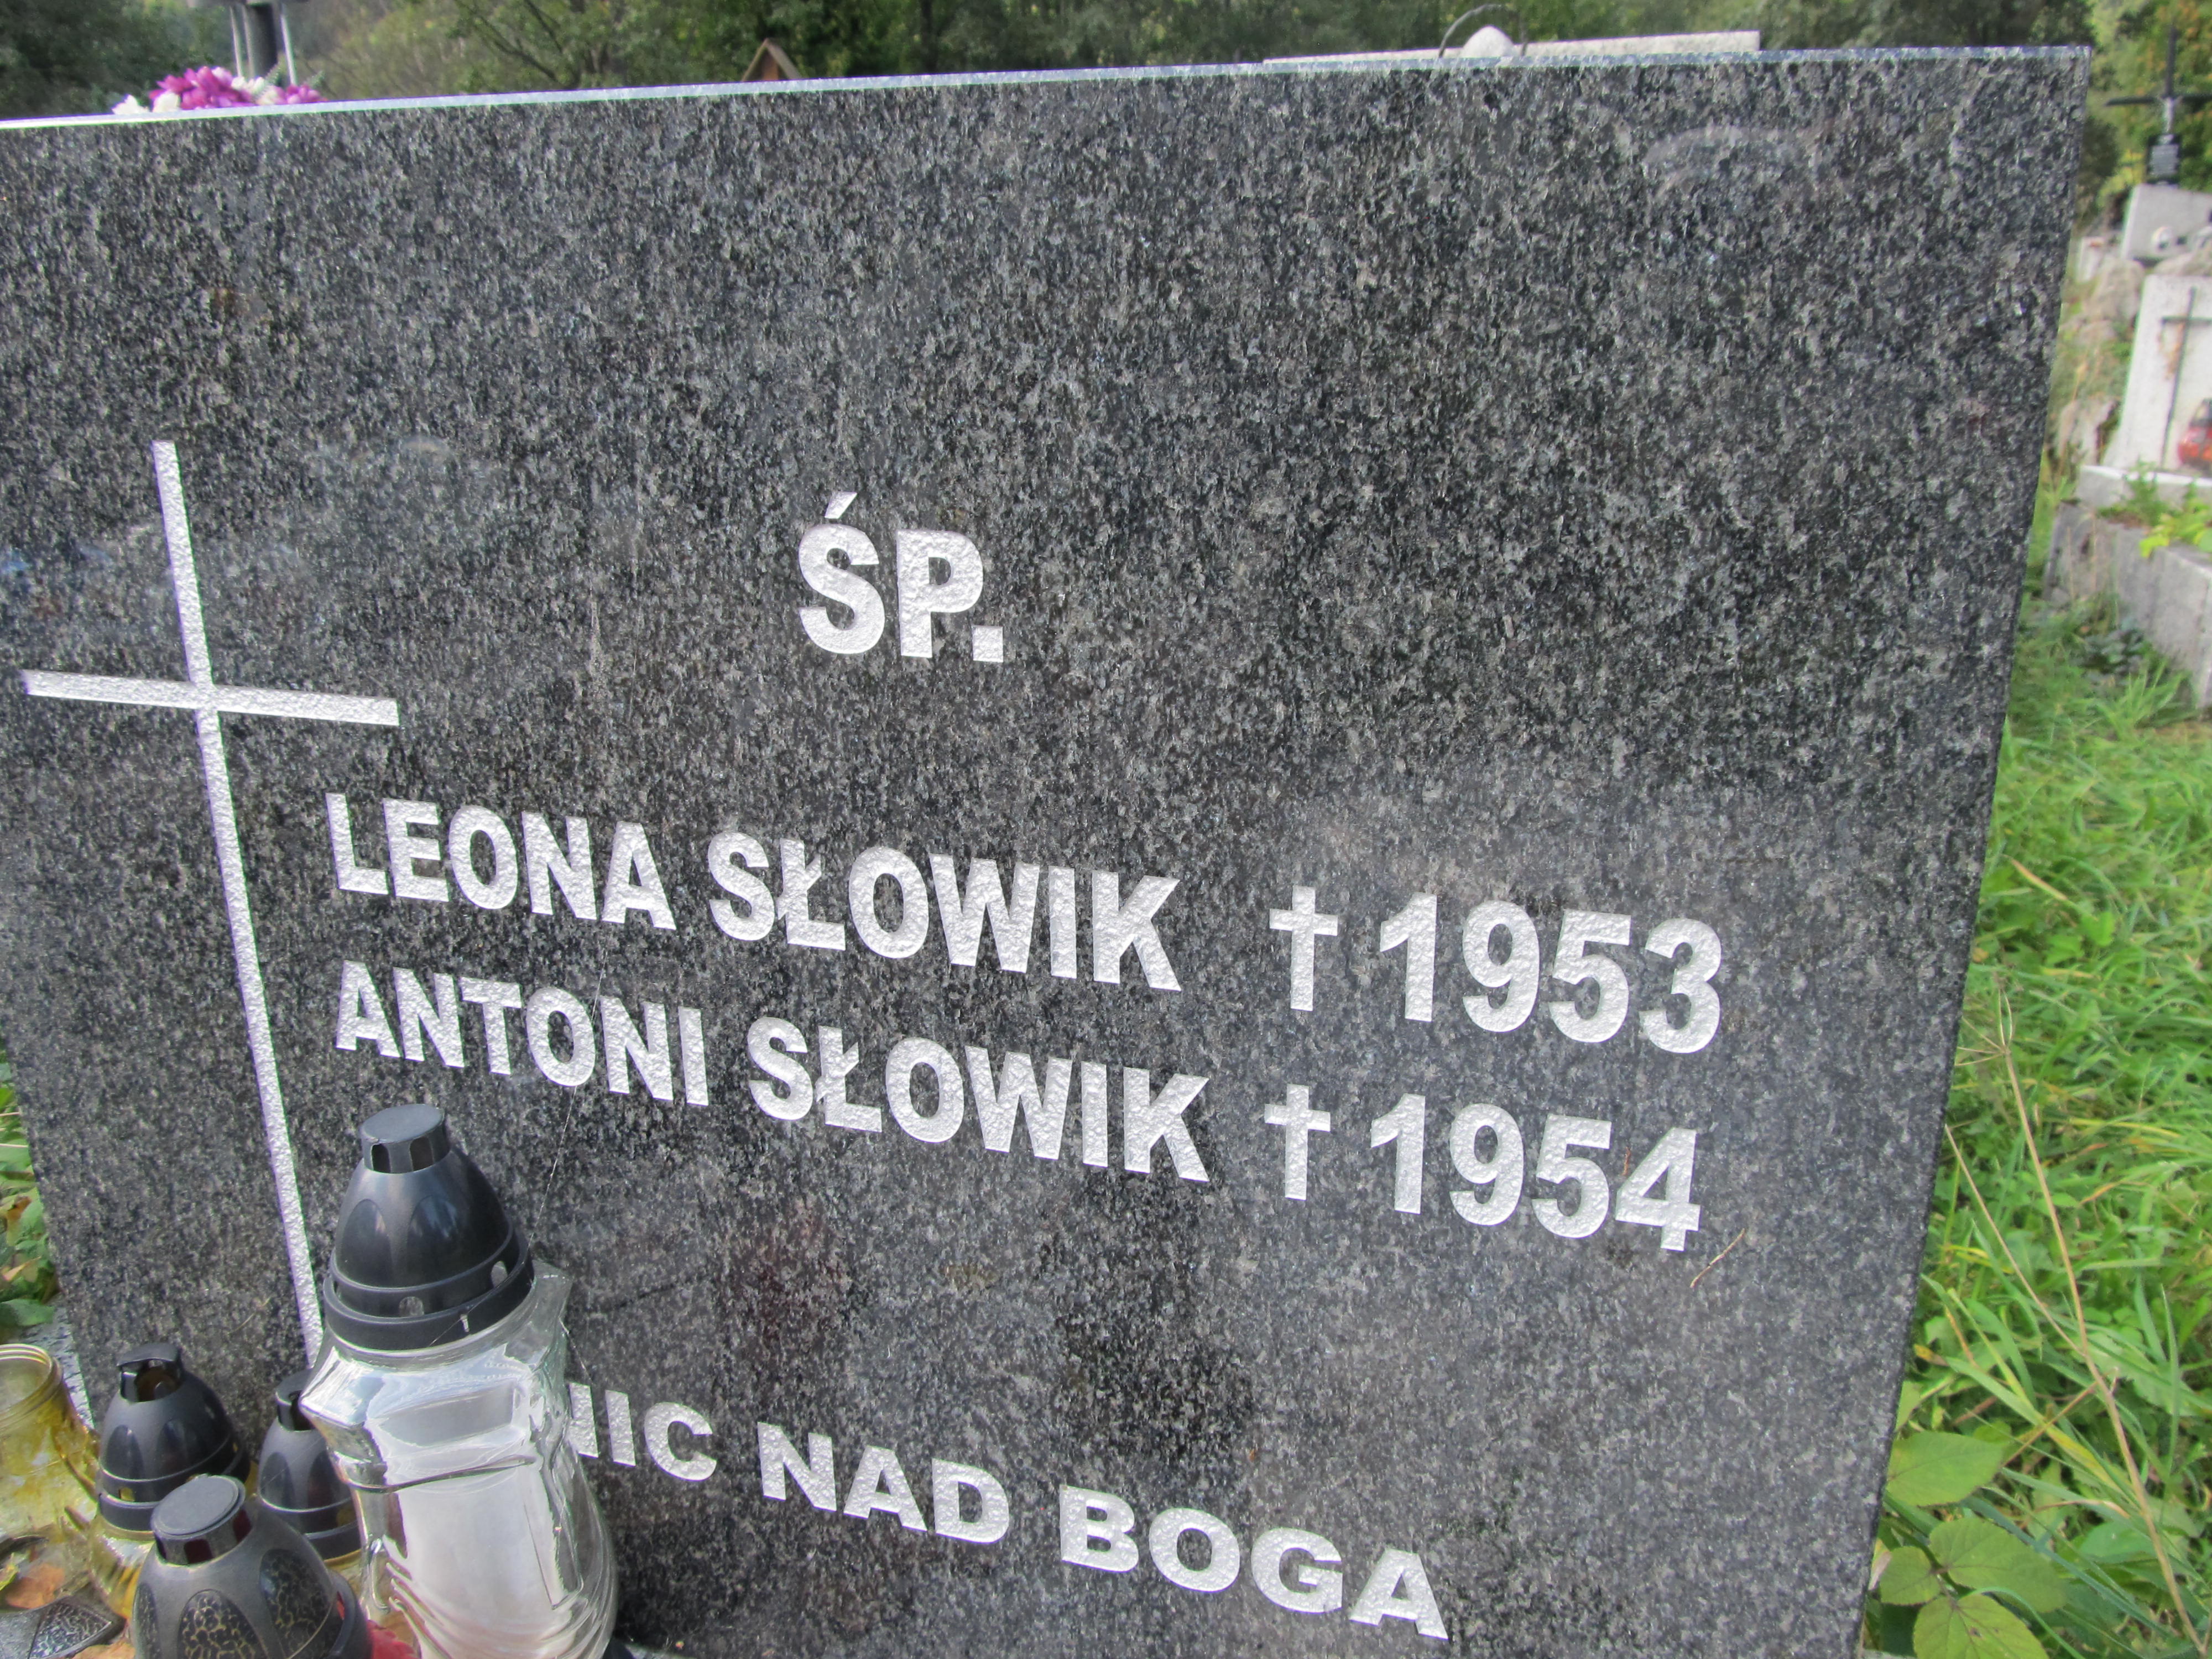 ŚP.
LEONA SŁOWIK †1953
ANTONI SŁOWIK †1954
NIC NAD BOGA